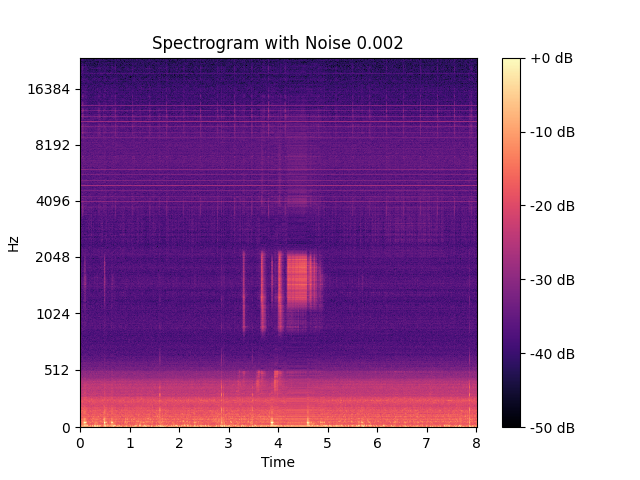 Spectrogram with Noise 0.002
16384
8192
4096
2048
1024
512
0
Hz
0 1 2 3 4 5 6 7 8
Time
+0 dB
-10 dB
-20 dB
-30 dB
-40 dB
-50 dB